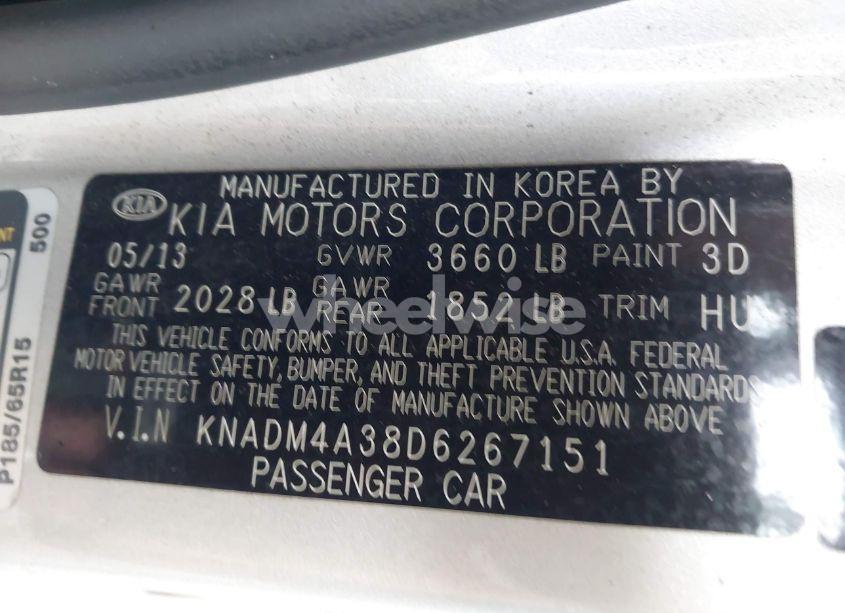 MANUFACTURED IN KOREA BY
KIA KIA MOTORS CORPORATION
05/13 GVWR 3660 LB PAINT 3D
GAWR FRONT 2028 LB GAWR REAR 1852 LB TRIM HU
THIS VEHICLE CONFORMS TO ALL APPLICABLE U.S.A. FEDERAL
MOTOR VEHICLE SAFETY, BUMPER, AND THEFT PREVENTION STANDARDS
IN EFFECT ON THE DATE OF MANUFACTURE SHOWN ABOVE
V.I.N KNADM4A38D6267151
PASSENGER CAR
wheelwise
500
P185/65R15